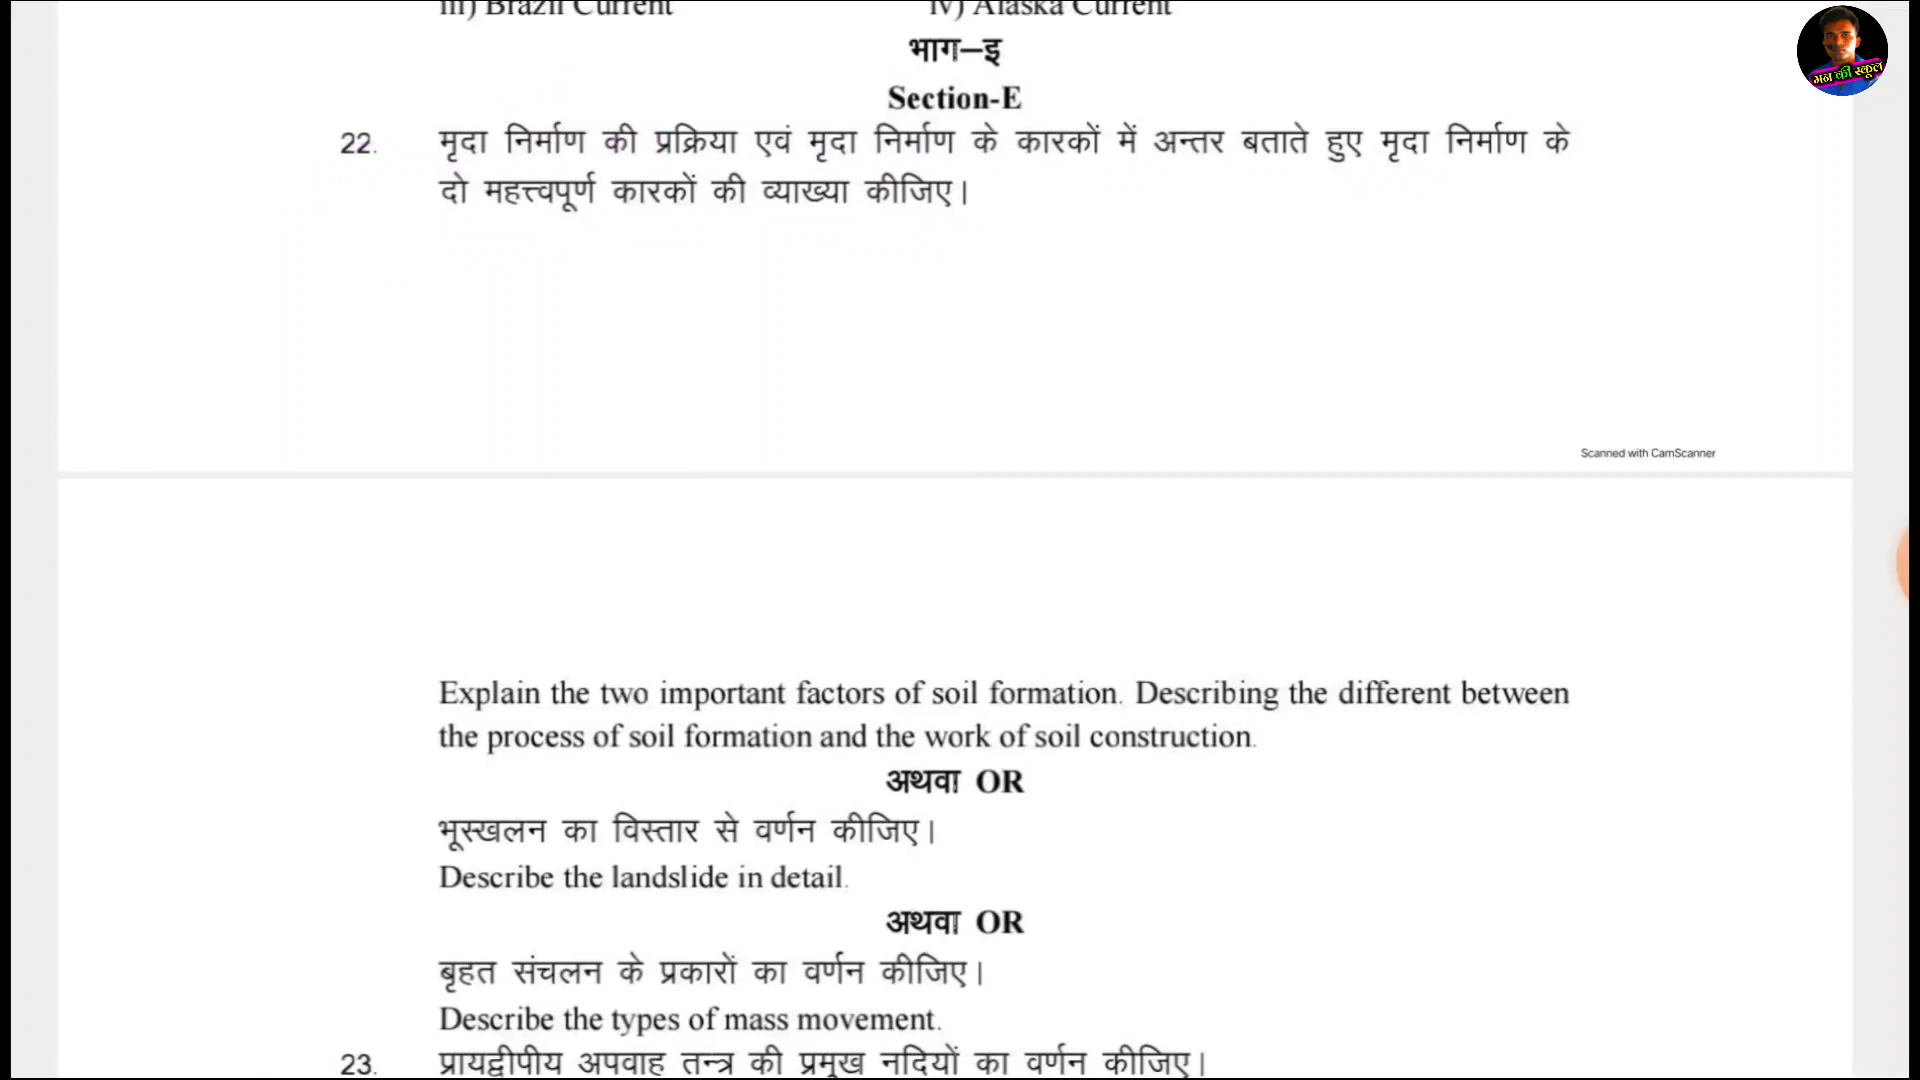 iii) Brazil Current iv) Alaska Current
भाग–इ
Section-E
22. मृदा निर्माण की प्रक्रिया एवं मृदा निर्माण के कारकों में अन्तर बताते हुए मृदा निर्माण के
दो महत्त्वपूर्ण कारकों की व्याख्या कीजिए।
मन की स्कूल
Scanned with CamScanner
Explain the two important factors of soil formation. Describing the different between
the process of soil formation and the work of soil construction.
अथवा OR
भूस्खलन का विस्तार से वर्णन कीजिए।
Describe the landslide in detail.
अथवा OR
बृहत संचलन के प्रकारों का वर्णन कीजिए।
Describe the types of mass movement.
23. प्रायद्वीपीय अपवाह तन्त्र की प्रमुख नदियों का वर्णन कीजिए।